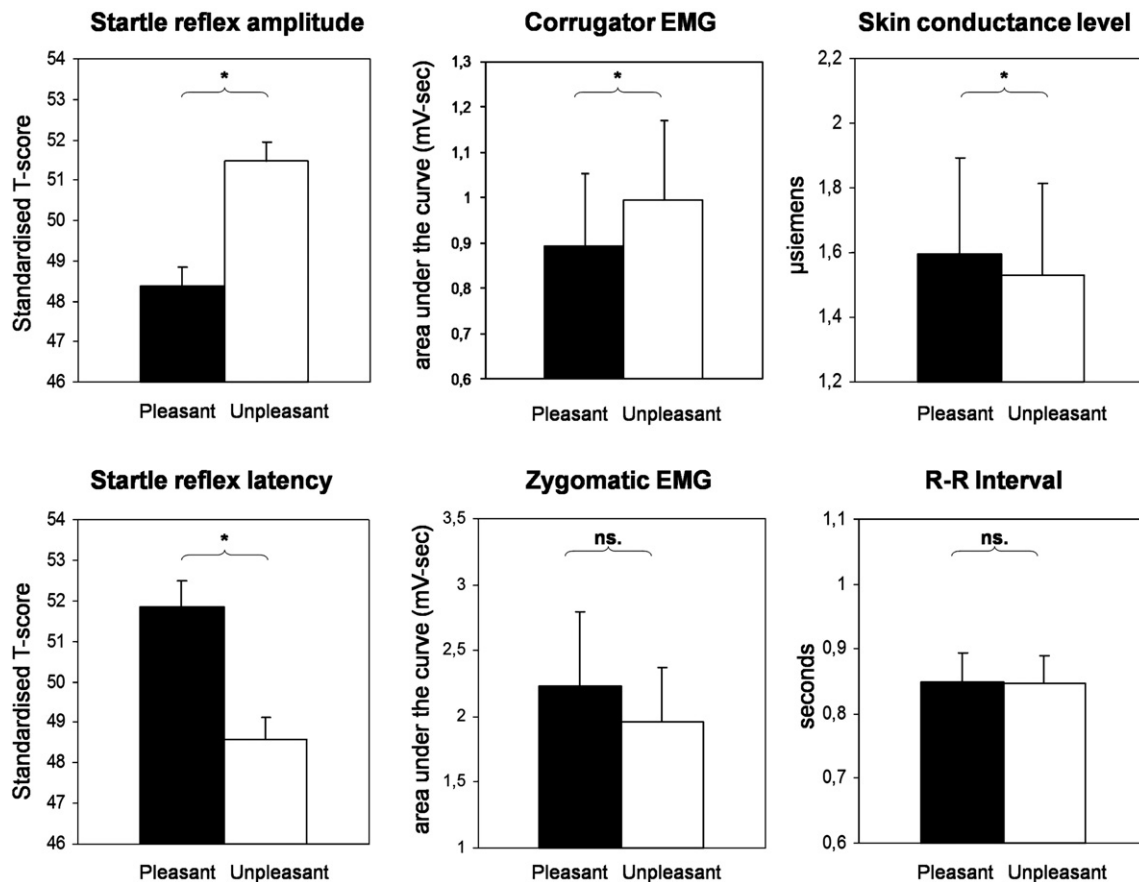 Startle reflex amplitude
Standardised T-score
54
53
52
51
50
49
48
47
46
*
Pleasant Unpleasant
Corrugator EMG
area under the curve (mV-sec)
1,3
1,2
1,1
1
0,9
0,8
0,7
0,6
*
Pleasant Unpleasant
Skin conductance level
µsiemens
2,2
2
1,8
1,6
1,4
1,2
*
Pleasant Unpleasant
Startle reflex latency
Standardised T-score
54
53
52
51
50
49
48
47
46
*
Pleasant Unpleasant
Zygomatic EMG
area under the curve (mV-sec)
3,5
3
2,5
2
1,5
1
ns.
Pleasant Unpleasant
R-R Interval
seconds
1,1
1
0,9
0,8
0,7
0,6
ns.
Pleasant Unpleasant